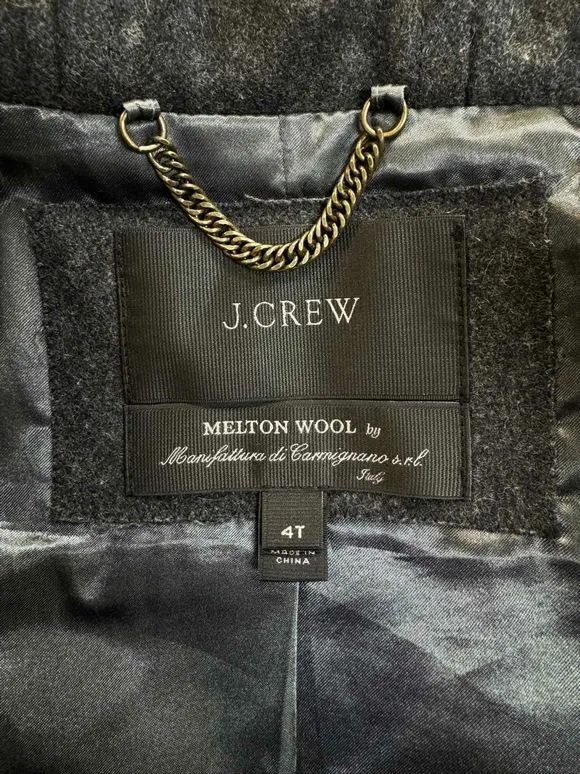 J.CREW
MELTON WOOL by
Manifattura di Carmignano s.r.l.
Italy
4T
MADE IN
CHINA